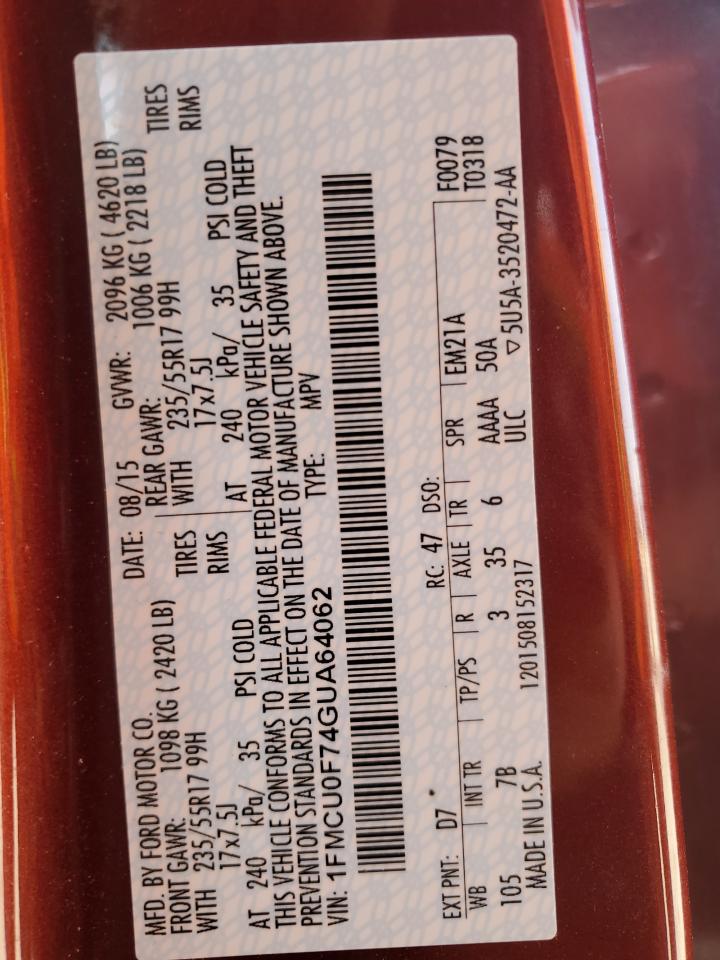 MFD. BY FORD MOTOR CO. DATE: 08/15 GVWR: 2096 KG ( 4620 LB)
FRONT GAWR: 1098 KG ( 2420 LB) REAR GAWR: 1006 KG ( 2218 LB)
WITH 235/55R17 99H TIRES WITH 235/55R17 99H TIRES
17x7.5J RIMS 17x7.5J RIMS
AT 240 kPa/ 35 PSI COLD AT 240 kPa/ 35 PSI COLD
THIS VEHICLE CONFORMS TO ALL APPLICABLE FEDERAL MOTOR VEHICLE SAFETY AND THEFT
PREVENTION STANDARDS IN EFFECT ON THE DATE OF MANUFACTURE SHOWN ABOVE.
VIN: 1FMCU0F74GUA64062 TYPE: MPV
EXT PNT: D7 * RC: 47 DSO: F0079
WB INT TR TP/PS R AXLE TR SPR EM21A T0318
105 7B 3 35 6 AAAA 50A
MADE IN U.S.A. 1201508152317 ULC ▽5U5A-3520472-AA